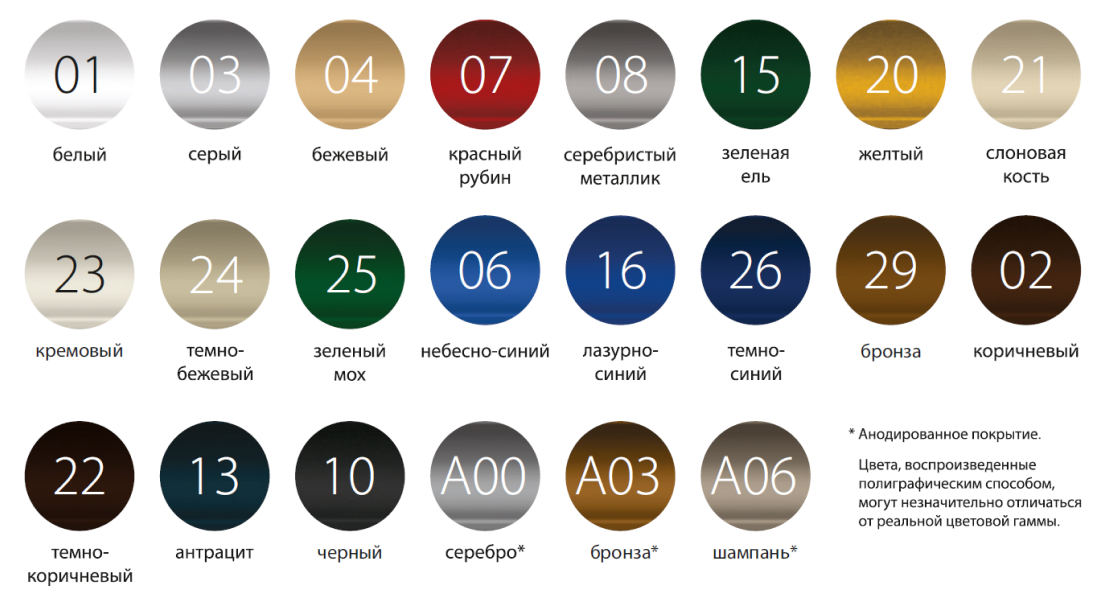 01 03 04 07 08 15 20 21
белый серый бежевый красный серебристый зеленая желтый слоновая
рубин металлик ель кость
23 24 25 06 16 26 29 02
кремовый темно- зеленый небесно-синий лазурно- темно- бронза коричневый
бежевый мох синий синий
22 13 10 A00 A03 A06
темно- антрацит черный серебро* бронза* шампань*
коричневый
* Анодированное покрытие.
Цвета, воспроизведенные
полиграфическим способом,
могут незначительно отличаться
от реальной цветовой гаммы.